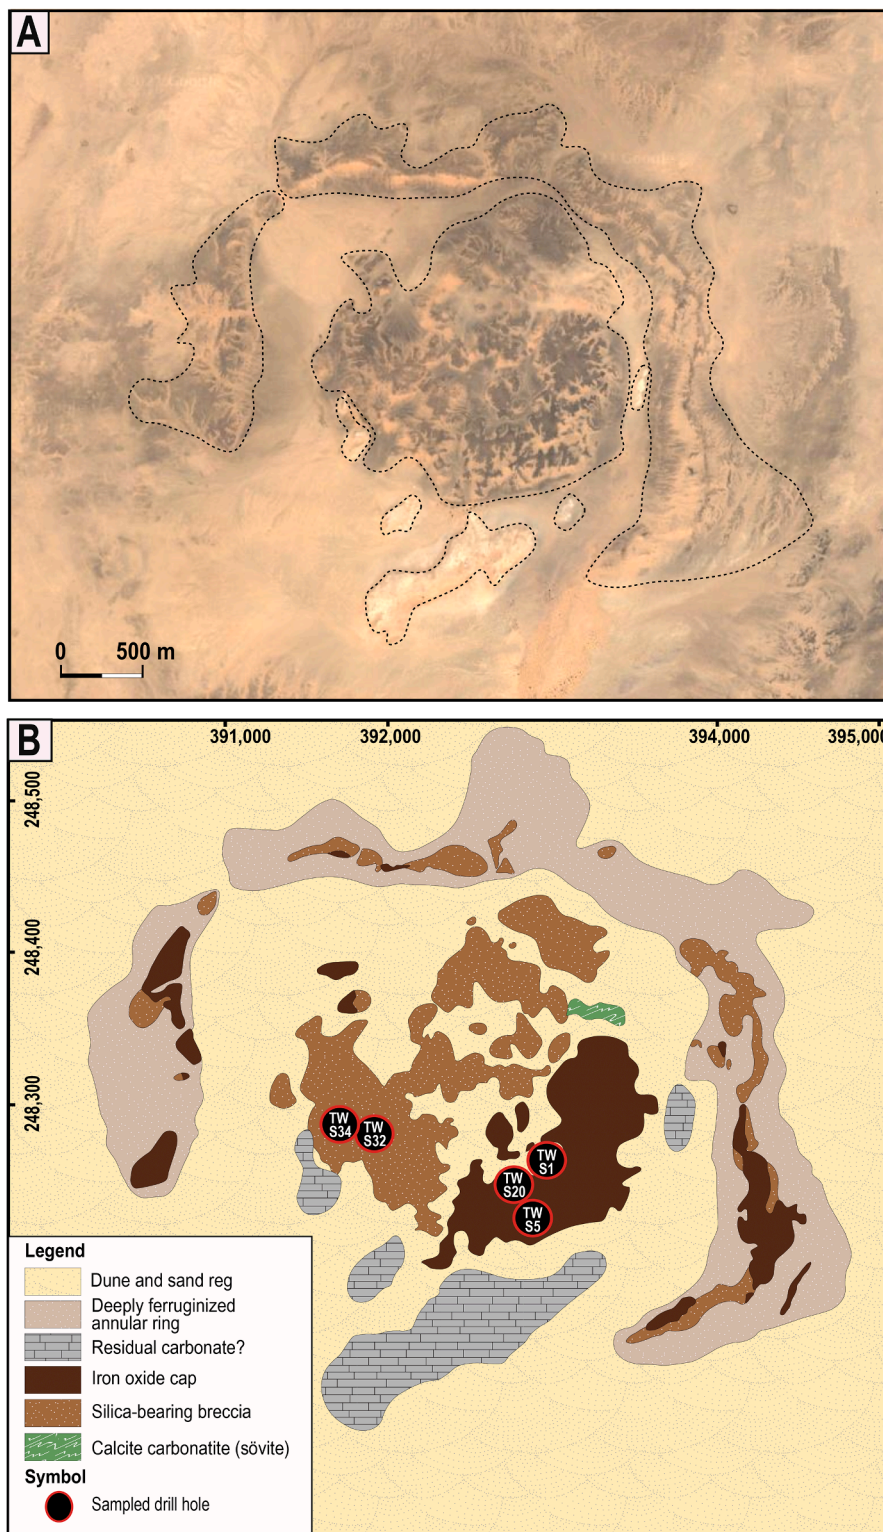 A
0 500 m
B
391,000 392,000 394,000 395,000
248,500
248,400
248,300
TW
S34
TW
S32
TW
S1
TW
S20
TW
S5
Legend
Dune and sand reg
Deeply ferruginized
annular ring
Residual carbonate?
Iron oxide cap
Silica-bearing breccia
Calcite carbonatite (sövite)
Symbol
Sampled drill hole